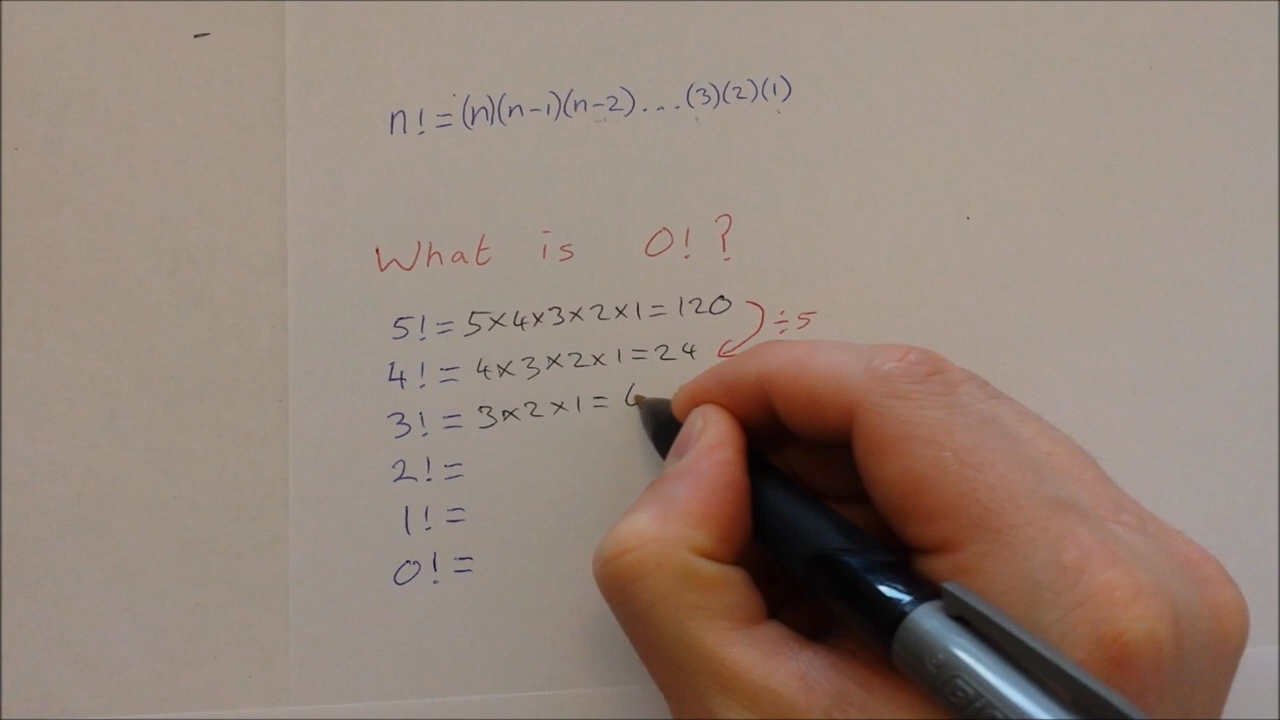 n! = (n)(n-1)(n-2)....(3)(2)(1)
What is 0! ?
5! = 5×4×3×2×1 = 120
÷5
4! = 4×3×2×1 = 24
3! = 3×2×1 = 6
2! =
1! =
0! =